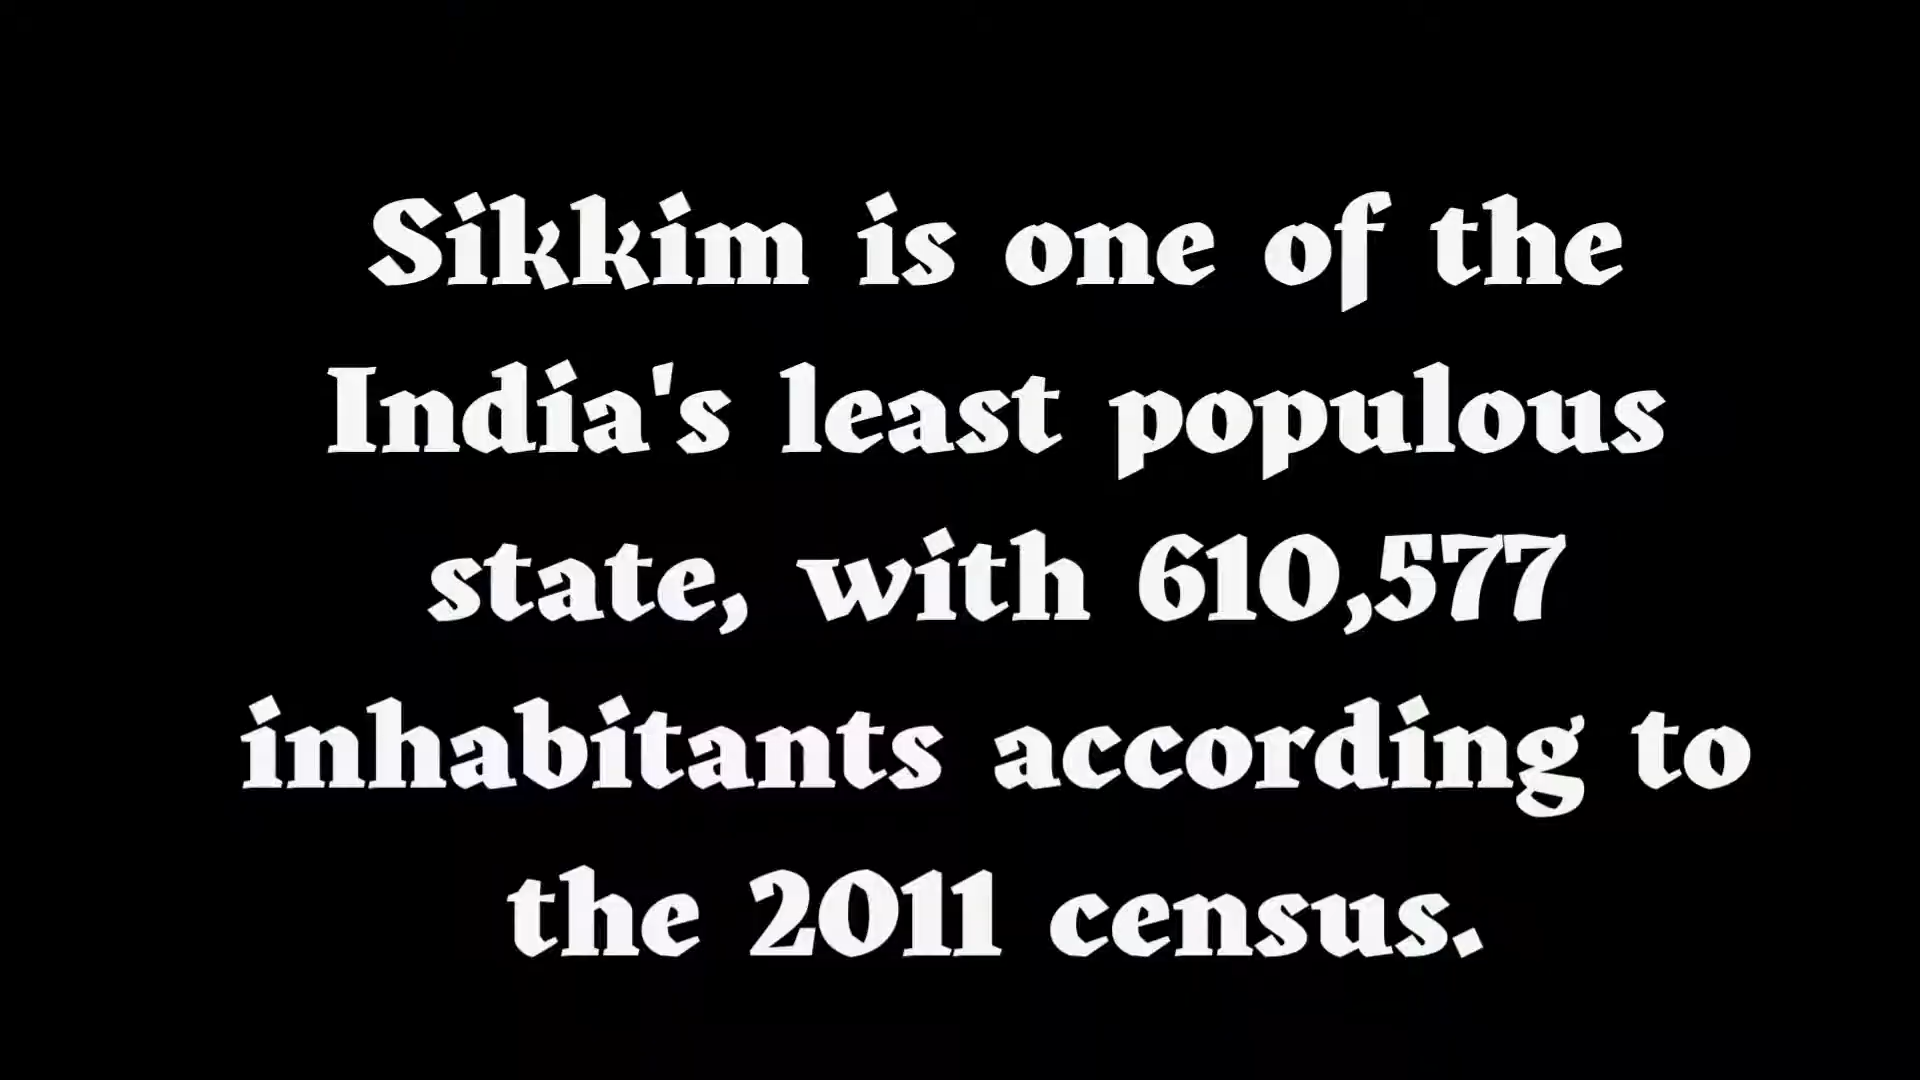 Sikkim is one of the
India's least populous
state, with 610,577
inhabitants according to
the 2011 census.